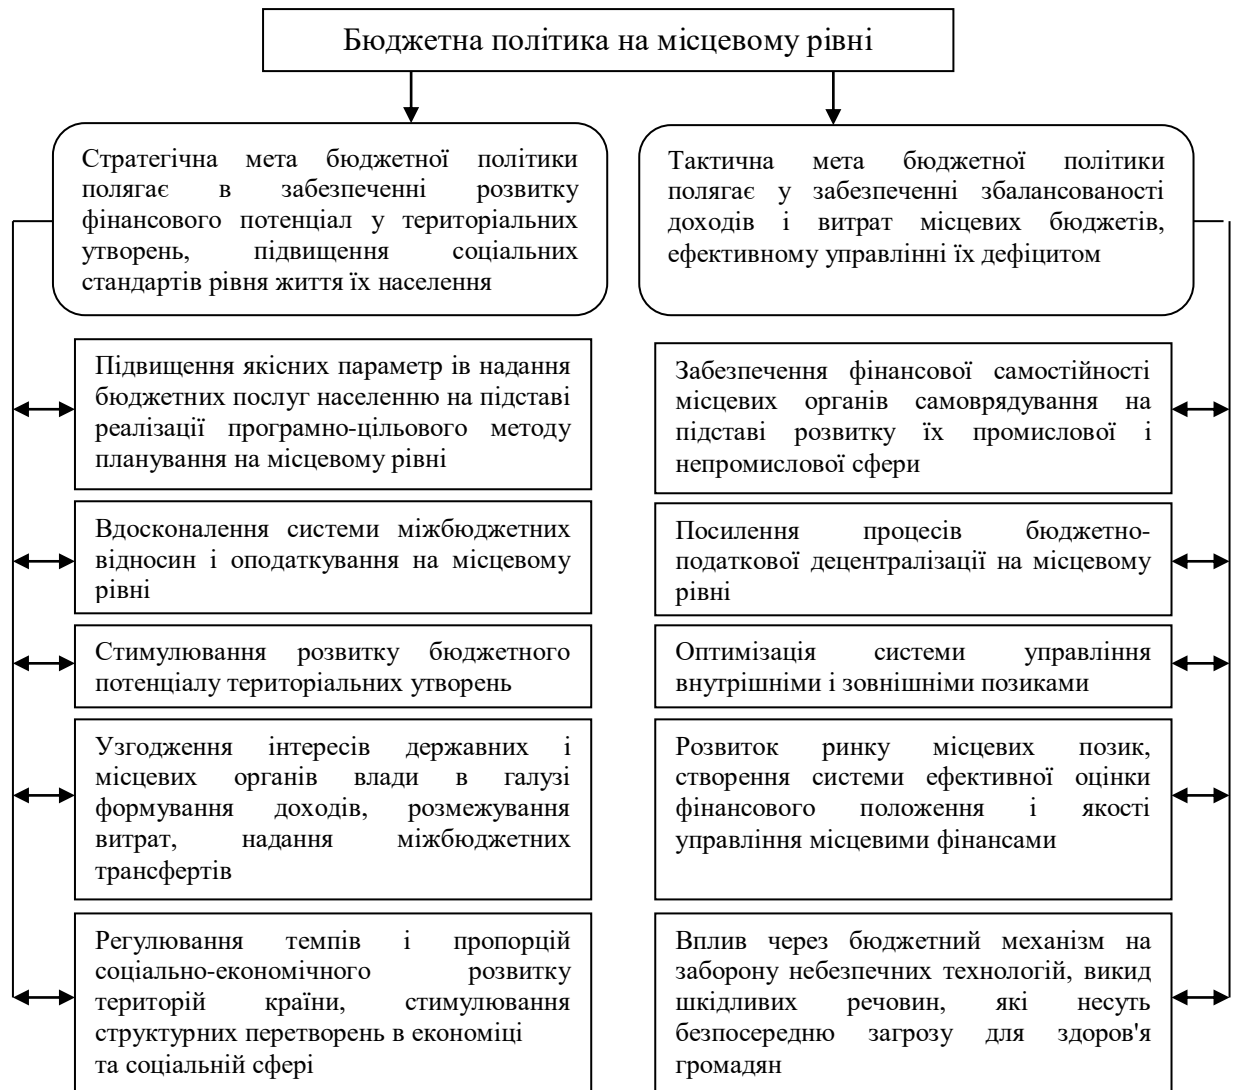 Бюджетна політика на місцевому рівні
Стратегічна мета бюджетної політики
полягає в забезпеченні розвитку
фінансового потенціал у територіальних
утворень, підвищення соціальних
стандартів рівня життя їх населення
Підвищення якісних параметр ів надання
бюджетних послуг населенню на підставі
реалізації програмно-цільового методу
планування на місцевому рівні
Вдосконалення системи міжбюджетних
відносин і оподаткування на місцевому
рівні
Стимулювання розвитку бюджетного
потенціалу територіальних утворень
Узгодження інтересів державних і
місцевих органів влади в галузі
формування доходів, розмежування
витрат, надання міжбюджетних
трансфертів
Регулювання темпів і пропорцій
соціально-економічного розвитку
територій країни, стимулювання
структурних перетворень в економіці
та соціальній сфері
Тактична мета бюджетної політики
полягає у забезпеченні збалансованості
доходів і витрат місцевих бюджетів,
ефективному управлінні їх дефіцитом
Забезпечення фінансової самостійності
місцевих органів самоврядування на
підставі розвитку їх промислової і
непромислової сфери
Посилення процесів бюджетно-
податкової децентралізації на місцевому
рівні
Оптимізація системи управління
внутрішніми і зовнішніми позиками
Розвиток ринку місцевих позик,
створення системи ефективної оцінки
фінансового положення і якості
управління місцевими фінансами
Вплив через бюджетний механізм на
заборону небезпечних технологій, викид
шкідливих речовин, які несуть
безпосередню загрозу для здоров'я
громадян